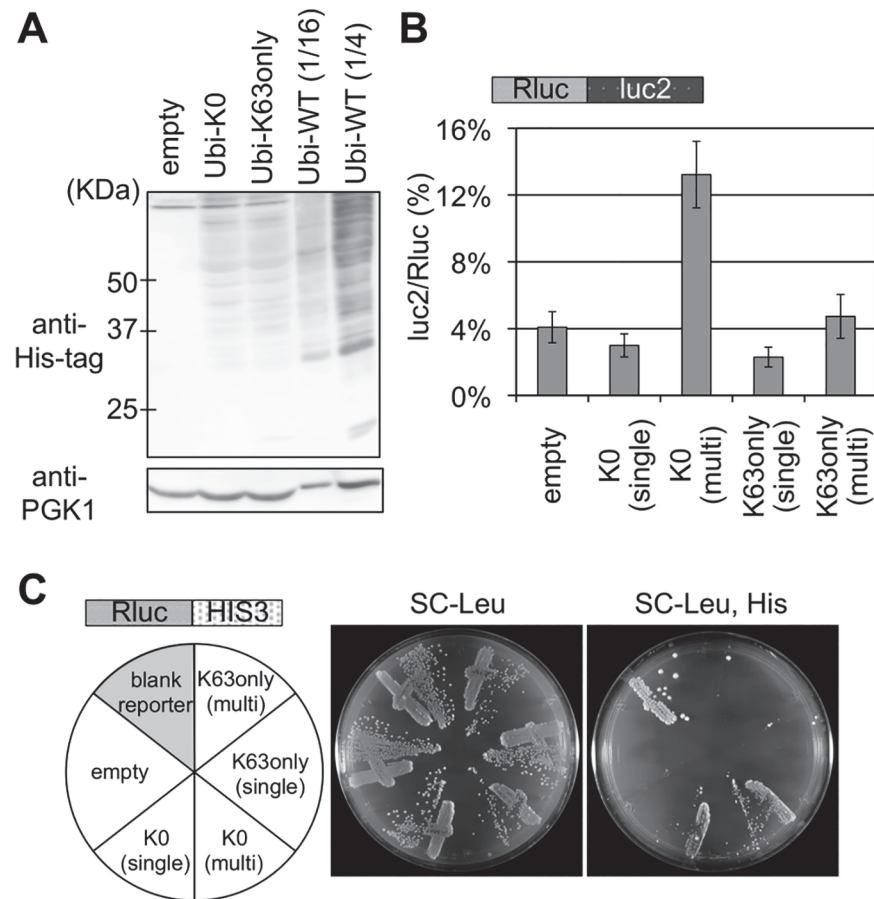 A
empty
Ubi-K0
Ubi-K63only
Ubi-WT (1/16)
Ubi-WT (1/4)
(KDa)
50
37
25
anti-
His-tag
anti-
PGK1
B
Rluc luc2
luc2/Rluc (%)
16%
12%
8%
4%
0%
empty
K0
(single)
K0
(multi)
K63only
(single)
K63only
(multi)
C
Rluc HIS3
blank
reporter
K63only
(multi)
empty
K63only
(single)
K0
(single)
K0
(multi)
SC-Leu
SC-Leu, His